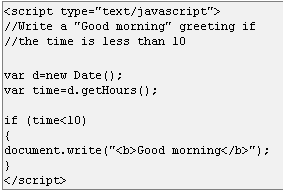 <script type="text/javascript">
//Write a "Good morning" greeting if
//the time is less than 10
var d=new Date();
var time=d.getHours();
if (time<10)
{
document.write("<b>Good morning</b>");
}
</script>